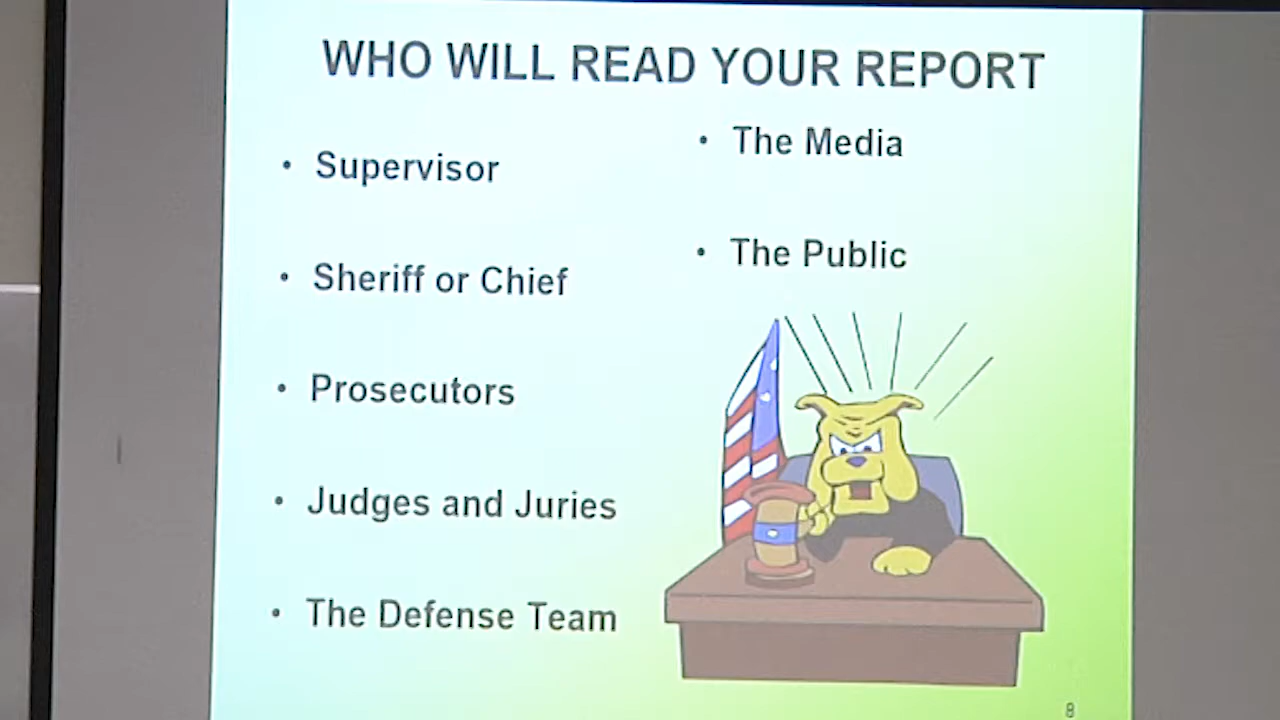 WHO WILL READ YOUR REPORT
• Supervisor
• Sheriff or Chief
• Prosecutors
• Judges and Juries
• The Defense Team
• The Media
• The Public
8